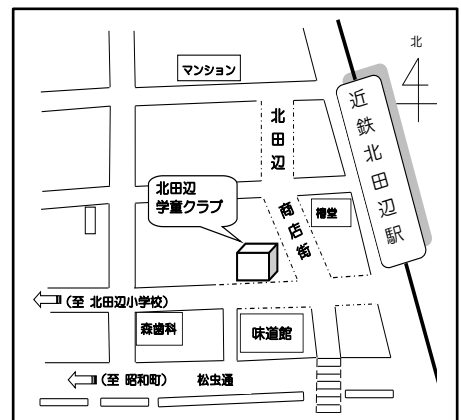 北
マンション
近鉄北田辺駅
北田辺
北田辺
学童クラブ
商店街
椿堂
(至 北田辺小学校)
森歯科
味道館
(至 昭和町)
松虫通